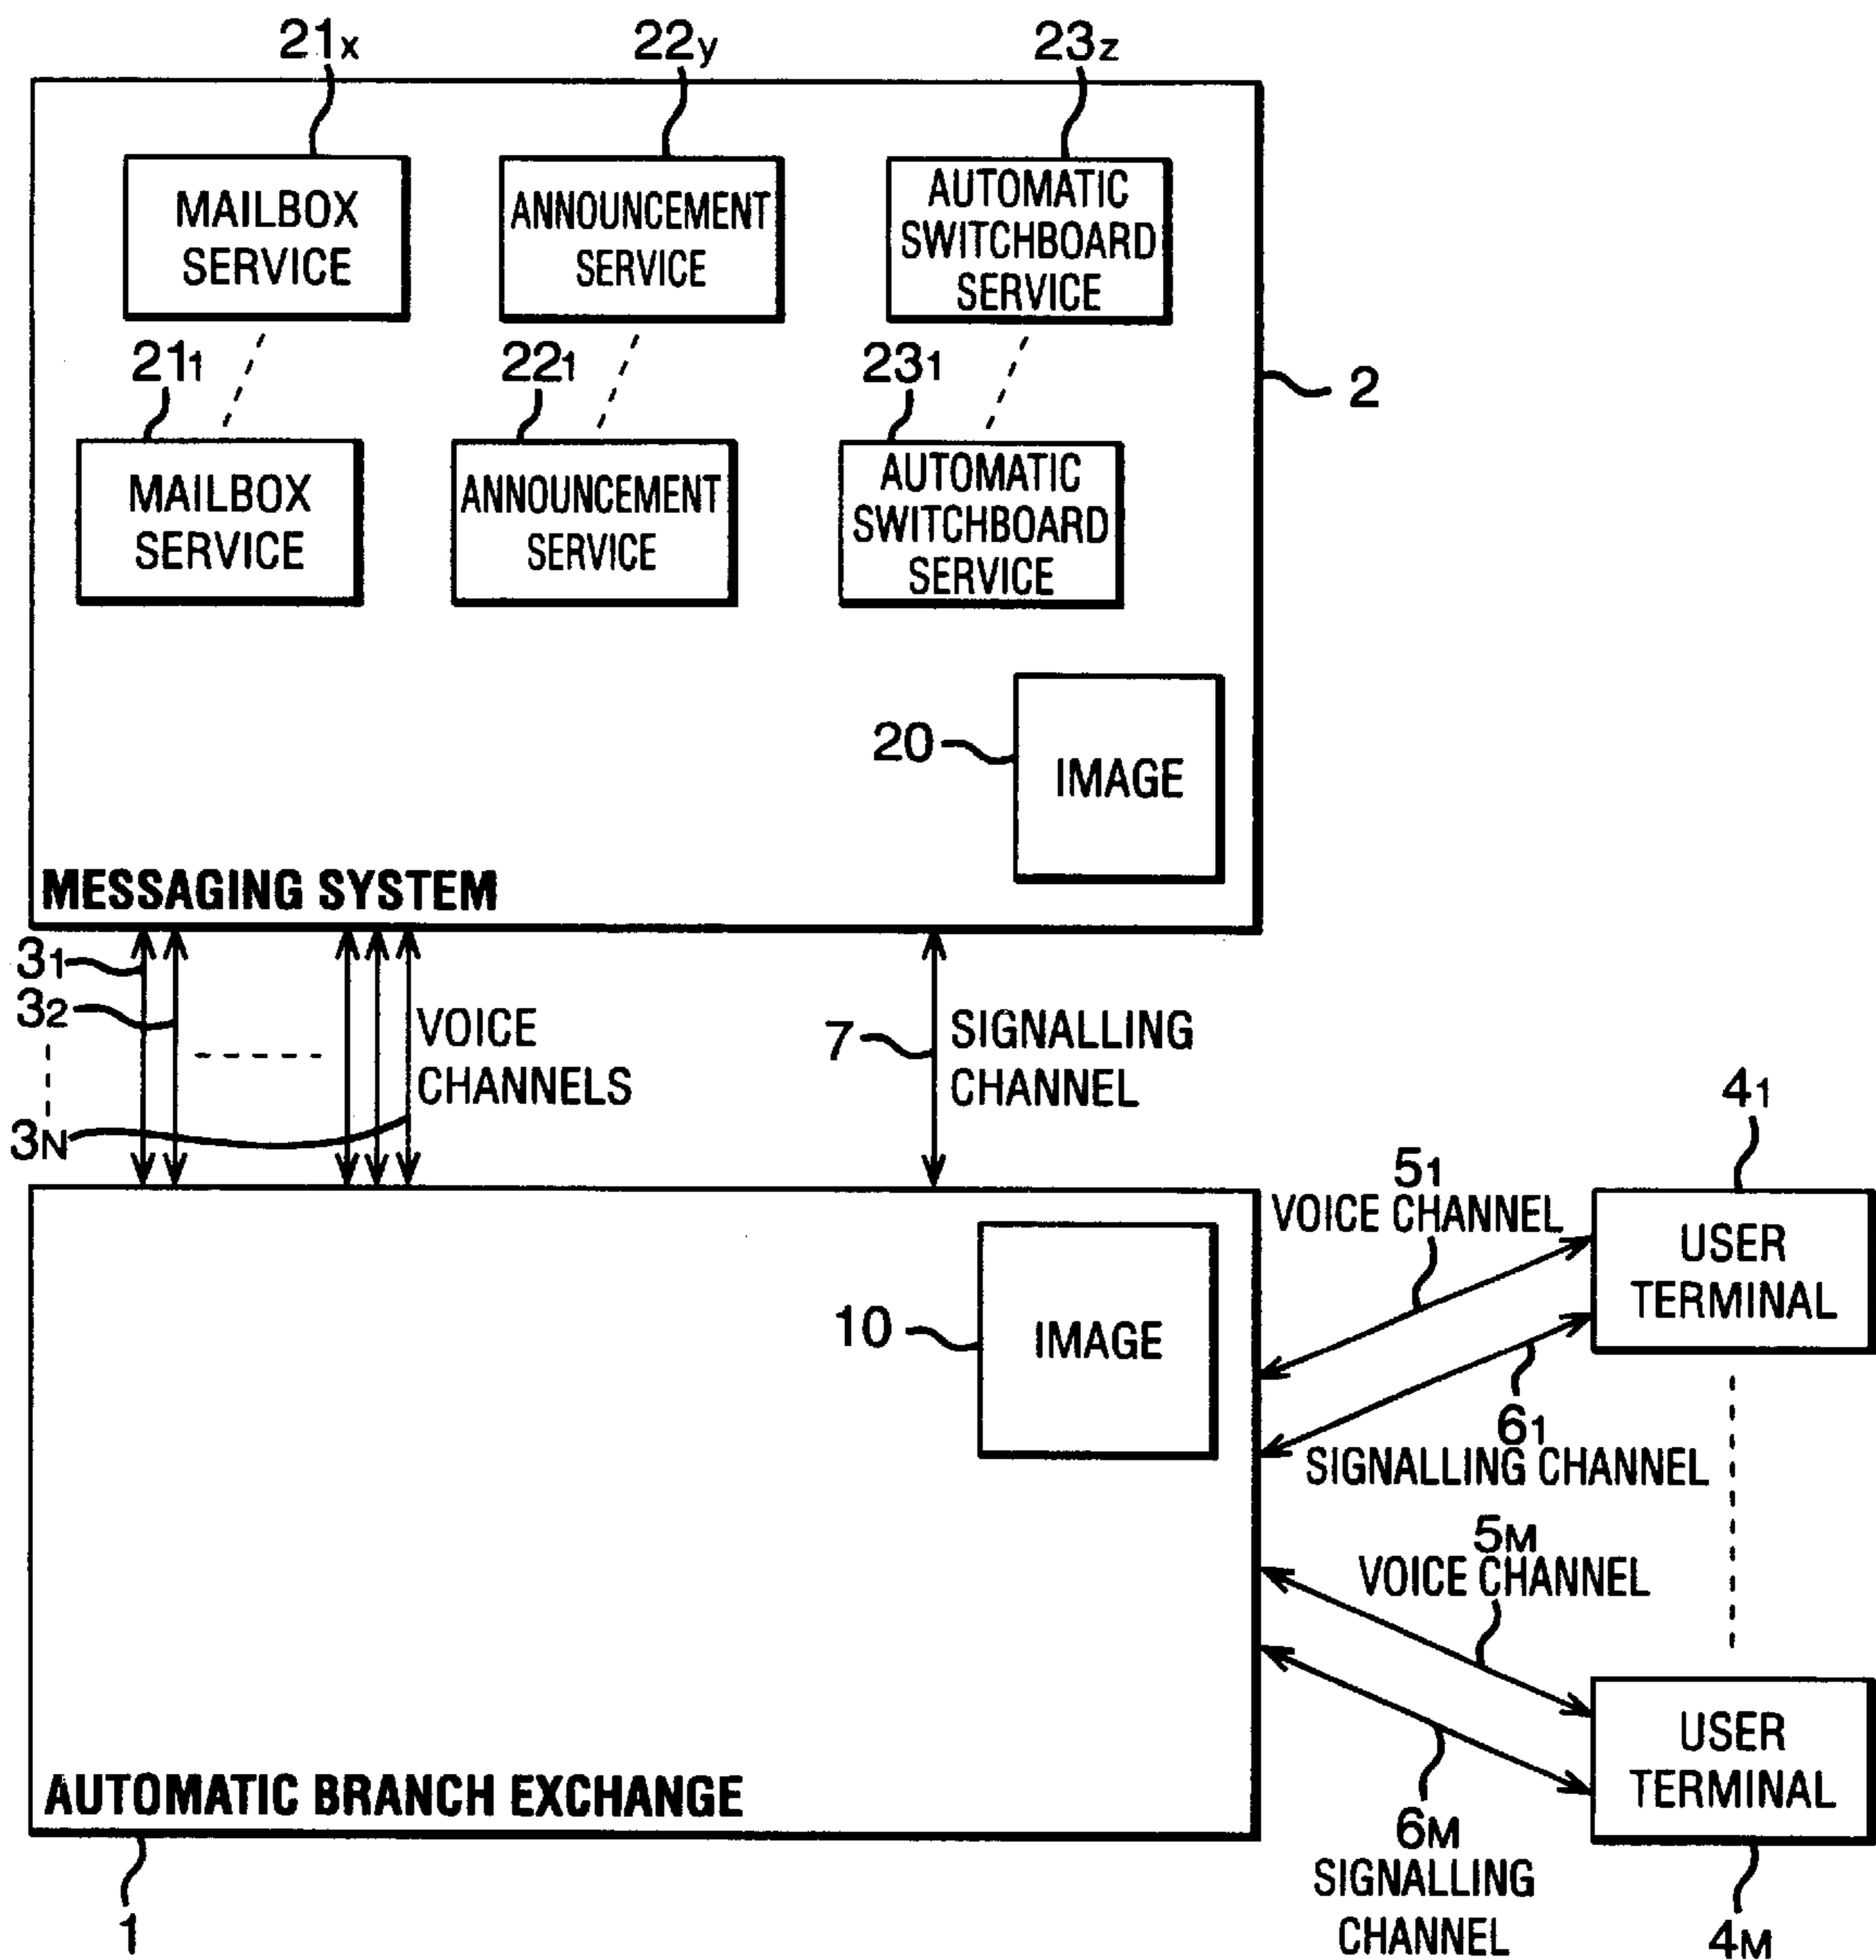 21x
22y
23z
MAILBOX
SERVICE
ANNOUNCEMENT
SERVICE
AUTOMATIC
SWITCHBOARD
SERVICE
211
221
231
2
MAILBOX
SERVICE
ANNOUNCEMENT
SERVICE
AUTOMATIC
SWITCHBOARD
SERVICE
20
IMAGE
MESSAGING SYSTEM
31
32
3N
VOICE
CHANNELS
7
SIGNALLING
CHANNEL
41
51
VOICE CHANNEL
USER
TERMINAL
10
IMAGE
61
SIGNALLING CHANNEL
5M
VOICE CHANNEL
USER
TERMINAL
AUTOMATIC BRANCH EXCHANGE
6M
SIGNALLING
CHANNEL
1
4M